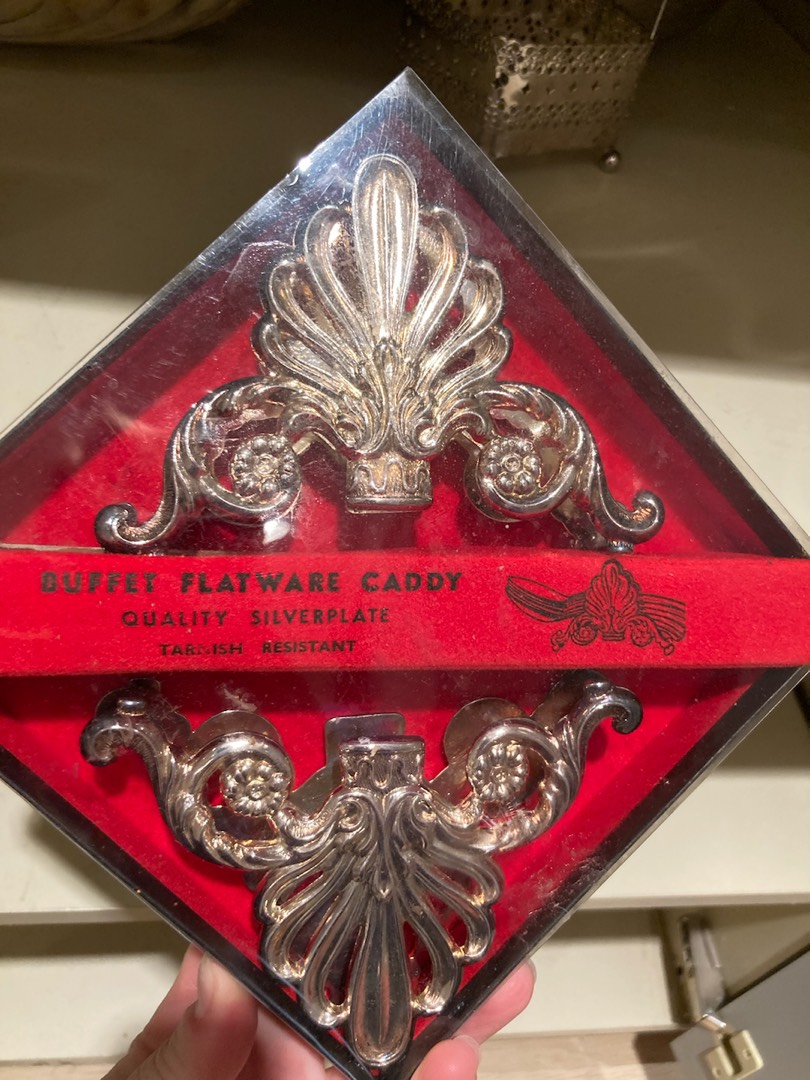 BUFFET FLATWARE CADDY
QUALITY SILVERPLATE
TARNISH RESISTANT